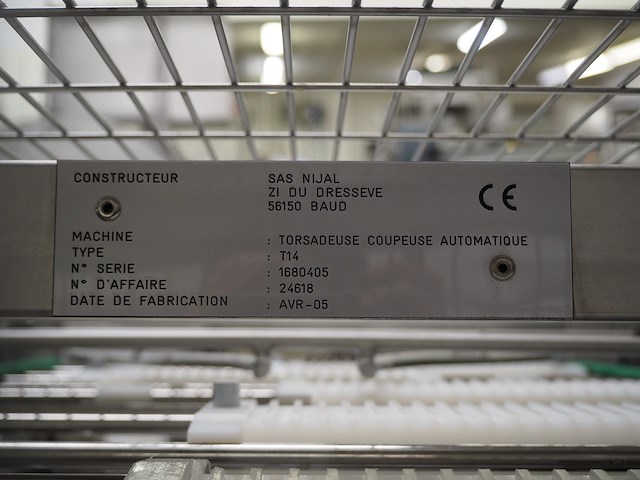 CONSTRUCTEUR SAS NIJAL
ZI DU DRESSEVE
56150 BAUD
CE
MACHINE : TORSADEUSE COUPEUSE AUTOMATIQUE
TYPE : T14
N° SERIE : 1680405
N° D'AFFAIRE : 24618
DATE DE FABRICATION : AVR-05